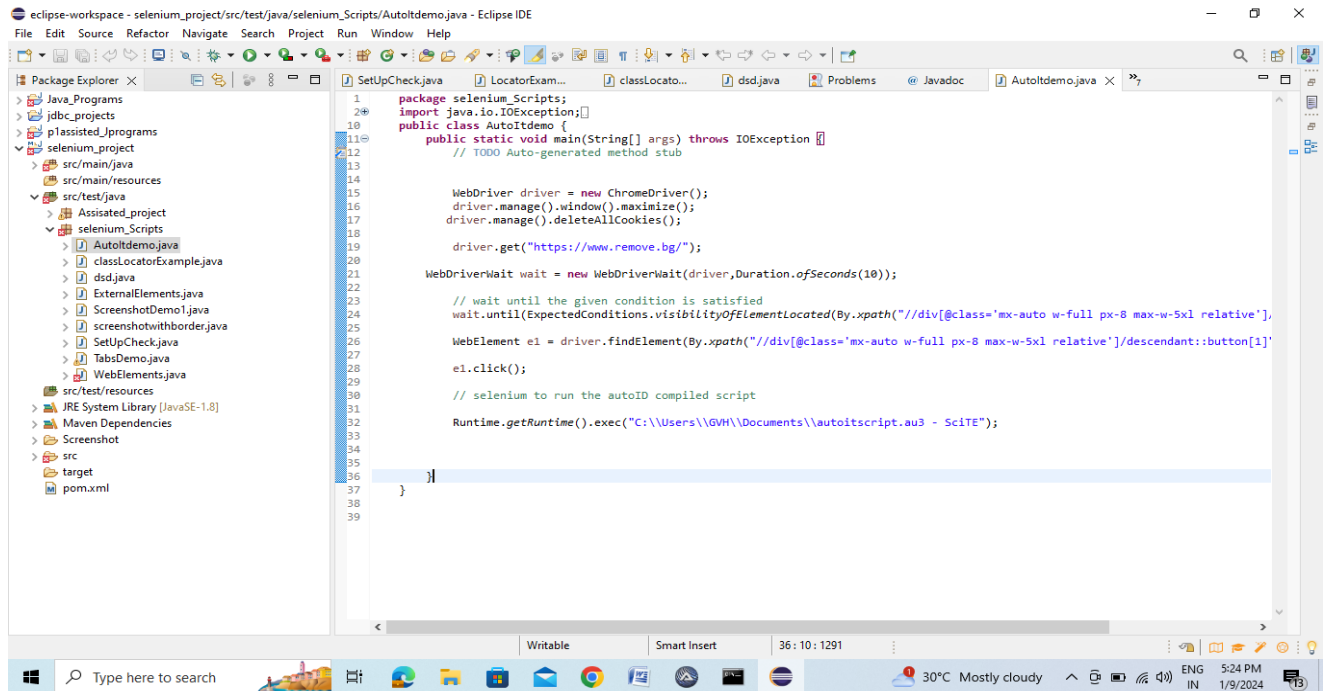 eclipse-workspace - selenium_project/src/test/java/selenium_Scripts/AutoItdemo.java - Eclipse IDE
File Edit Source Refactor Navigate Search Project Run Window Help
Package Explorer
SetUpCheck.java LocatorExam... classLocato... dsd.java Problems Javadoc AutoItdemo.java 7
Java_Programs
jdbc_projects
p1assisted_Jprograms
selenium_project
src/main/java
src/main/resources
src/test/java
Assisated_project
selenium_Scripts
AutoItdemo.java
classLocatorExample.java
dsd.java
ExternalElements.java
ScreenshotDemo1.java
screenshotwithborder.java
SetUpCheck.java
TabsDemo.java
WebElements.java
src/test/resources
JRE System Library [JavaSE-1.8]
Maven Dependencies
Screenshot
src
target
pom.xml
1 package selenium_Scripts;
2 import java.io.IOException;
10 public class AutoItdemo {
11 public static void main(String[] args) throws IOException {
12 // TODO Auto-generated method stub
13
14
15 WebDriver driver = new ChromeDriver();
16 driver.manage().window().maximize();
17 driver.manage().deleteAllCookies();
18
19 driver.get("https://www.remove.bg/");
20
21 WebDriverWait wait = new WebDriverWait(driver,Duration.ofSeconds(10));
22
23 // wait until the given condition is satisfied
24 wait.until(ExpectedConditions.visibilityOfElementLocated(By.xpath("//div[@class='mx-auto w-full px-8 max-w-5xl relative']/
25
26 WebElement e1 = driver.findElement(By.xpath("//div[@class='mx-auto w-full px-8 max-w-5xl relative']/descendant::button[1]"
27
28 e1.click();
29
30 // selenium to run the autoID compiled script
31
32 Runtime.getRuntime().exec("C:\\Users\\GVH\\Documents\\autoitscript.au3 - SciTE");
33
34
35
36 }
37 }
38
39
Writable Smart Insert 36 : 10 : 1291
Type here to search
30°C Mostly cloudy
ENG
IN
5:24 PM
1/9/2024
13